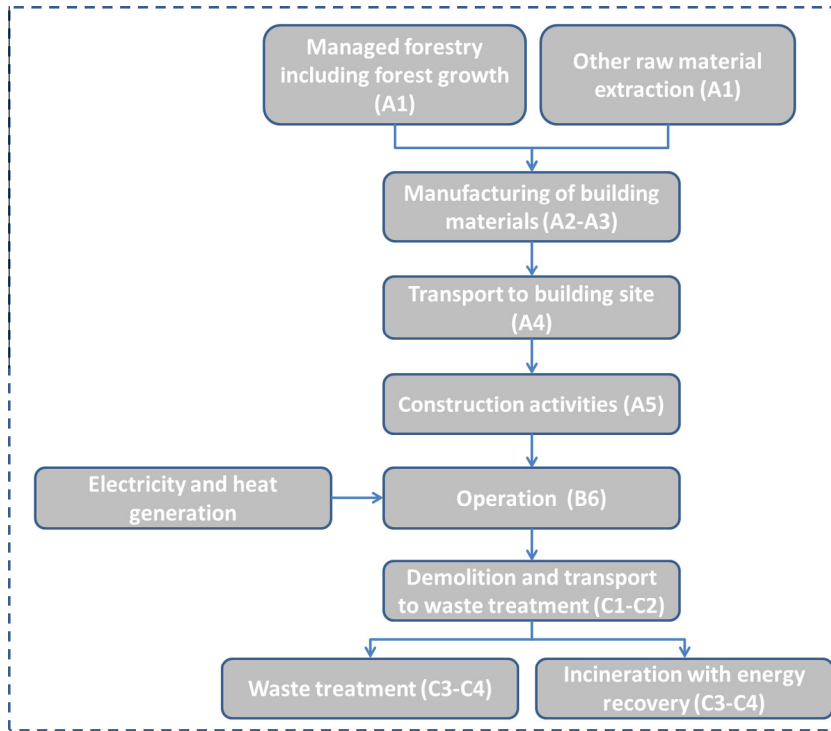 Managed forestry
including forest growth
(A1)
Other raw material
extraction (A1)
Manufacturing of building
materials (A2-A3)
Transport to building site
(A4)
Construction activities (A5)
Electricity and heat
generation
Operation (B6)
Demolition and transport
to waste treatment (C1-C2)
Waste treatment (C3-C4)
Incineration with energy
recovery (C3-C4)